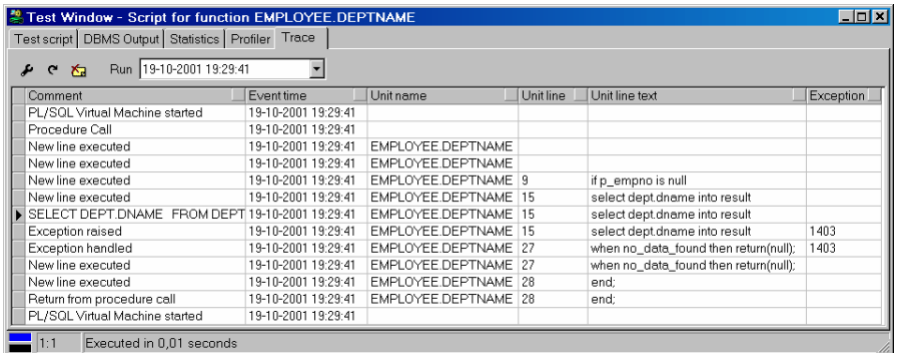 Test Window - Script for function EMPLOYEE.DEPTNAME
Test script DBMS Output Statistics Profiler Trace
Run 19-10-2001 19:29:41
Comment Event time Unit name Unit line Unit line text Exception
PL/SQL Virtual Machine started 19-10-2001 19:29:41
Procedure Call 19-10-2001 19:29:41
New line executed 19-10-2001 19:29:41 EMPLOYEE.DEPTNAME
New line executed 19-10-2001 19:29:41 EMPLOYEE.DEPTNAME
New line executed 19-10-2001 19:29:41 EMPLOYEE.DEPTNAME 9 if p_empno is null
New line executed 19-10-2001 19:29:41 EMPLOYEE.DEPTNAME 15 select dept.dname into result
SELECT DEPT.DNAME FROM DEPT 19-10-2001 19:29:41 EMPLOYEE.DEPTNAME 15 select dept.dname into result
Exception raised 19-10-2001 19:29:41 EMPLOYEE.DEPTNAME 15 select dept.dname into result 1403
Exception handled 19-10-2001 19:29:41 EMPLOYEE.DEPTNAME 27 when no_data_found then return(null); 1403
New line executed 19-10-2001 19:29:41 EMPLOYEE.DEPTNAME 27 when no_data_found then return(null);
New line executed 19-10-2001 19:29:41 EMPLOYEE.DEPTNAME 28 end;
Return from procedure call 19-10-2001 19:29:41 EMPLOYEE.DEPTNAME 28 end;
PL/SQL Virtual Machine started 19-10-2001 19:29:41
1:1 Executed in 0,01 seconds